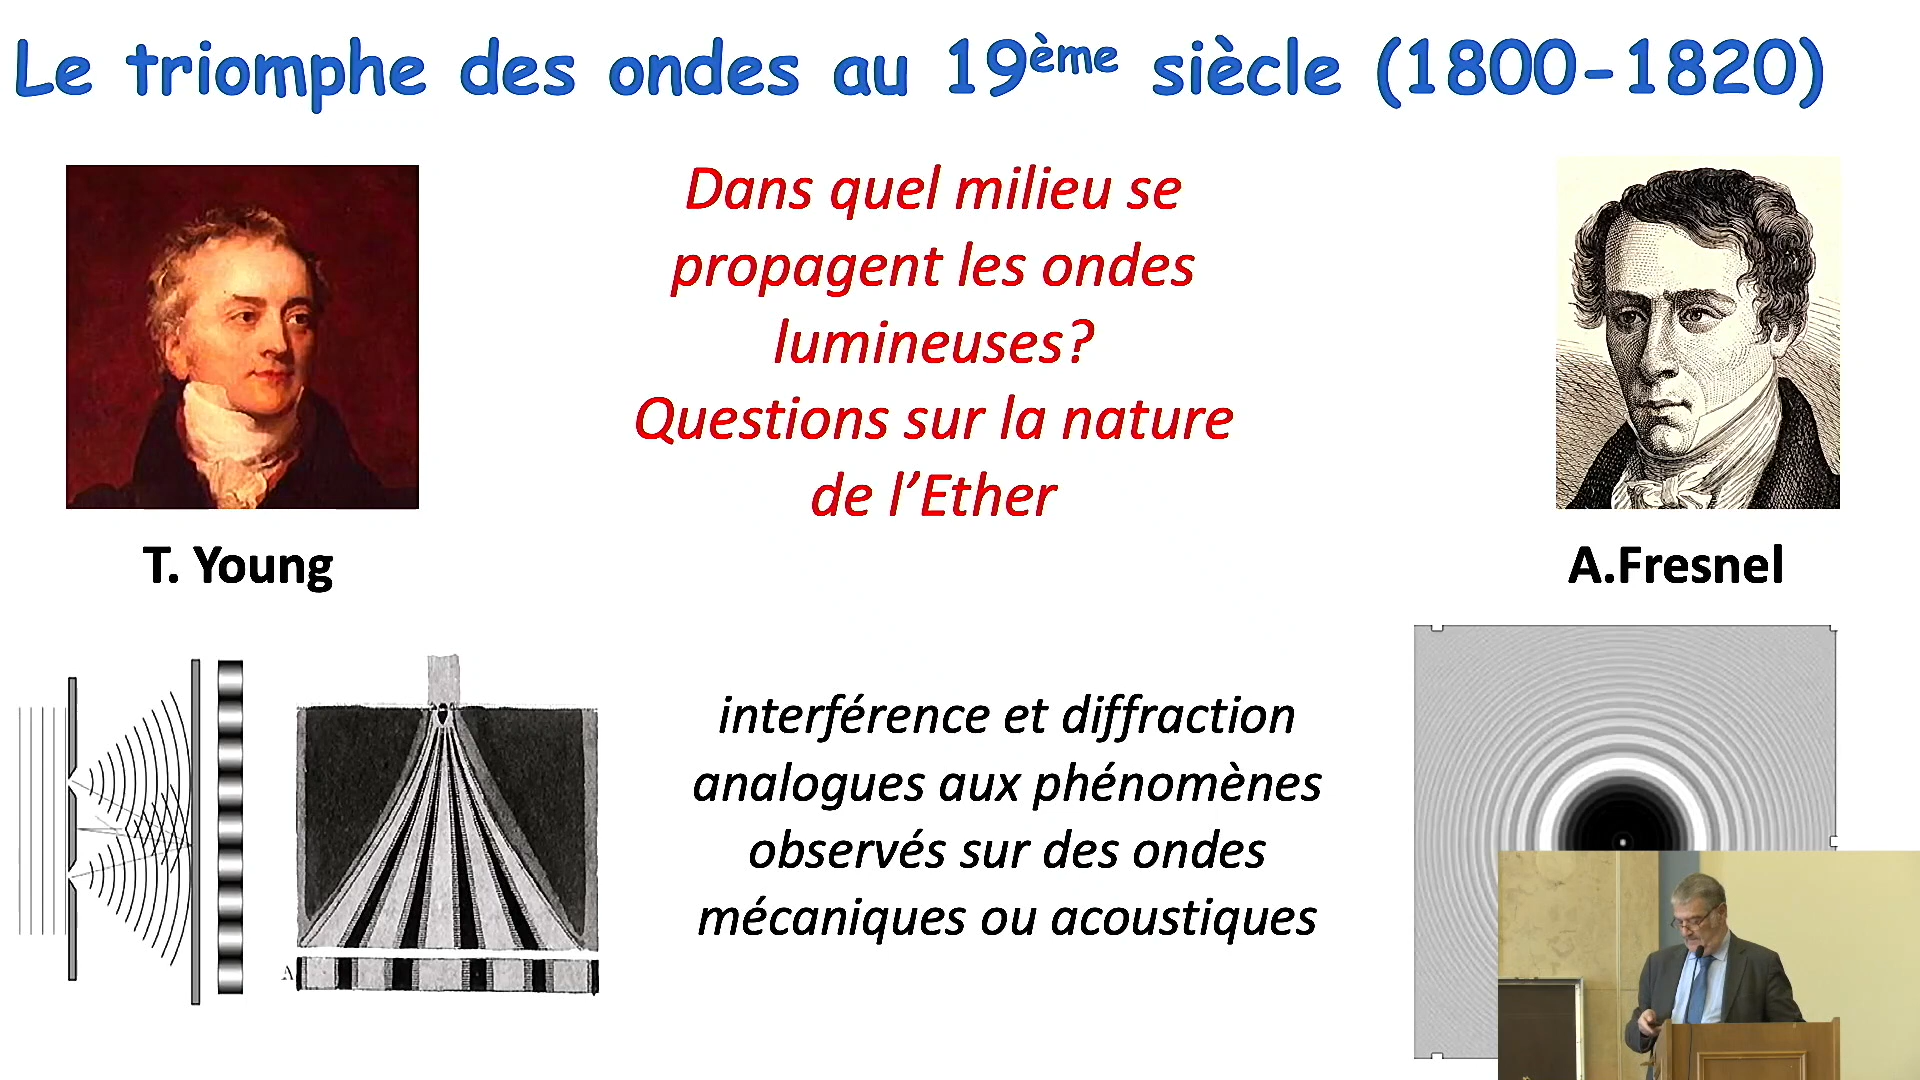 Le triomphe des ondes au 19ème siècle (1800-1820)
Dans quel milieu se
propagent les ondes
lumineuses?
Questions sur la nature
de l’Ether
T. Young
A.Fresnel
interférence et diffraction
analogues aux phénomènes
observés sur des ondes
mécaniques ou acoustiques
A